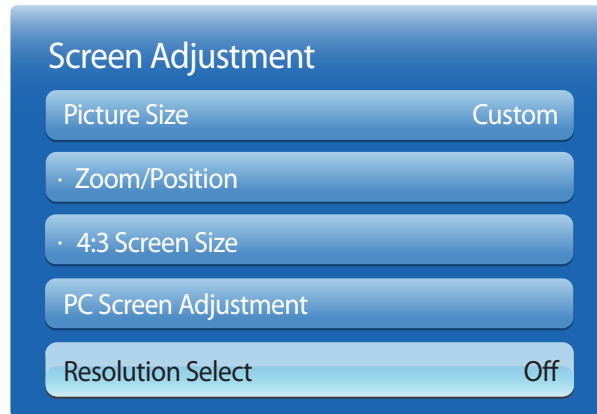 Screen Adjustment
Picture Size Custom
· Zoom/Position
· 4:3 Screen Size
PC Screen Adjustment
Resolution Select Off